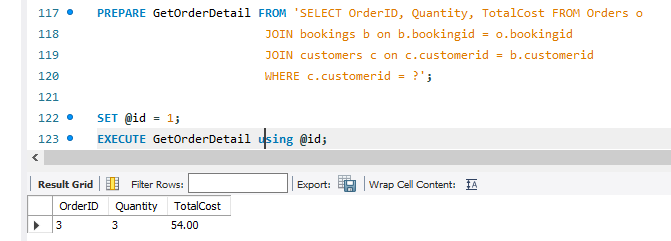 117 PREPARE GetOrderDetail FROM 'SELECT OrderID, Quantity, TotalCost FROM Orders o
118 JOIN bookings b on b.bookingid = o.bookingid
119 JOIN customers c on c.customerid = b.customerid
120 WHERE c.customerid = ?';
121
122 SET @id = 1;
123 EXECUTE GetOrderDetail using @id;
Result Grid Filter Rows: Export: Wrap Cell Content: IA
OrderID Quantity TotalCost
3 3 54.00